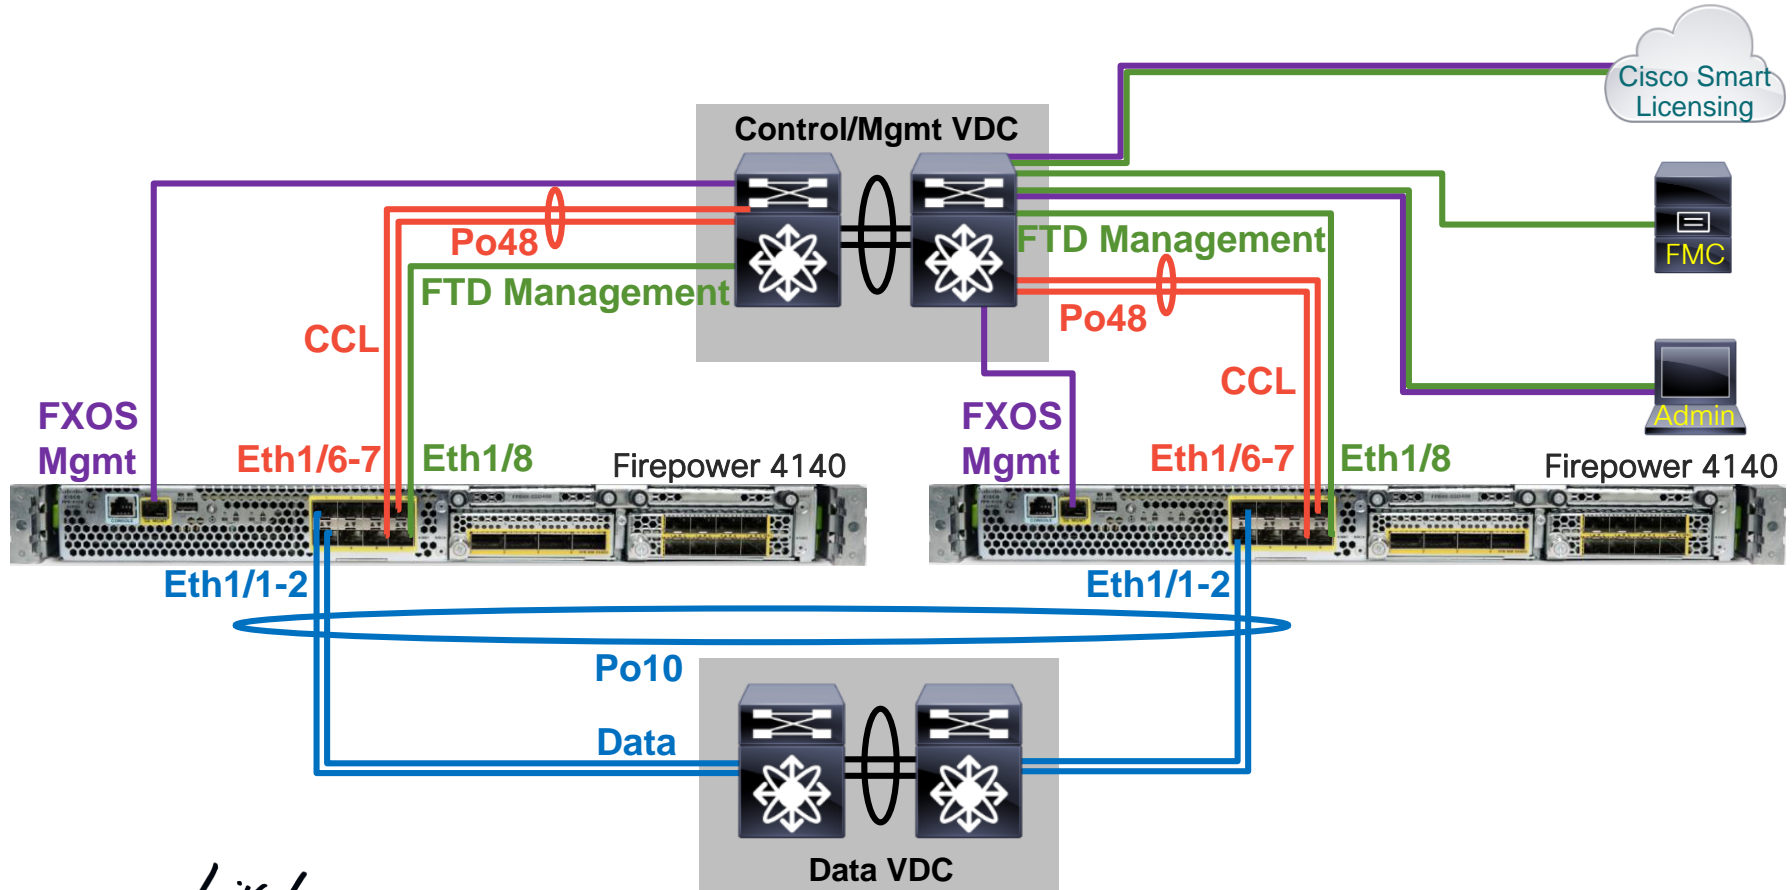 Cisco Smart
Licensing
Control/Mgmt VDC
Po48
FTD Management
FTD Management
FMC
Po48
CCL
CCL
Admin
FXOS
Mgmt
Eth1/6-7
Eth1/8
Firepower 4140
FXOS
Mgmt
Eth1/6-7
Eth1/8
Firepower 4140
CONSOLE
Eth1/1-2
Eth1/1-2
Po10
Data
Data VDC